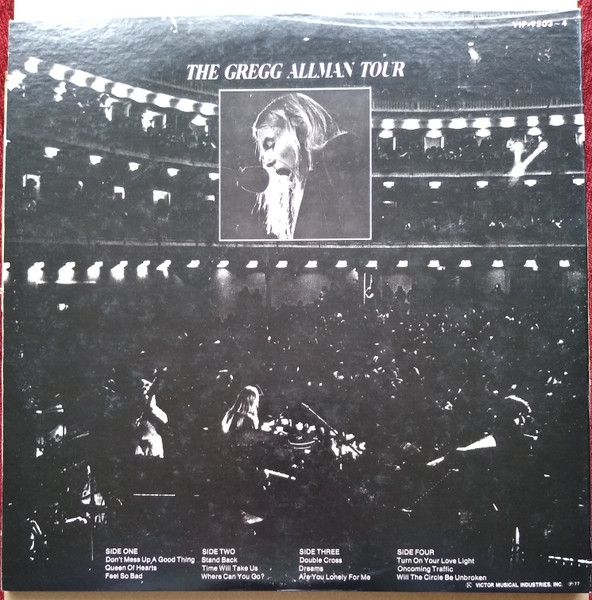 VIP-9503~4
THE GREGG ALLMAN TOUR
SIDE ONE
Don't Mess Up A Good Thing
Queen Of Hearts
Feel So Bad
SIDE TWO
Stand Back
Time Will Take Us
Where Can You Go?
SIDE THREE
Double Cross
Dreams
Are You Lonely For Me
SIDE FOUR
Turn On Your Love Light
Oncoming Traffic
Will The Circle Be Unbroken
VICTOR MUSICAL INDUSTRIES, INC. Ⓟ'77